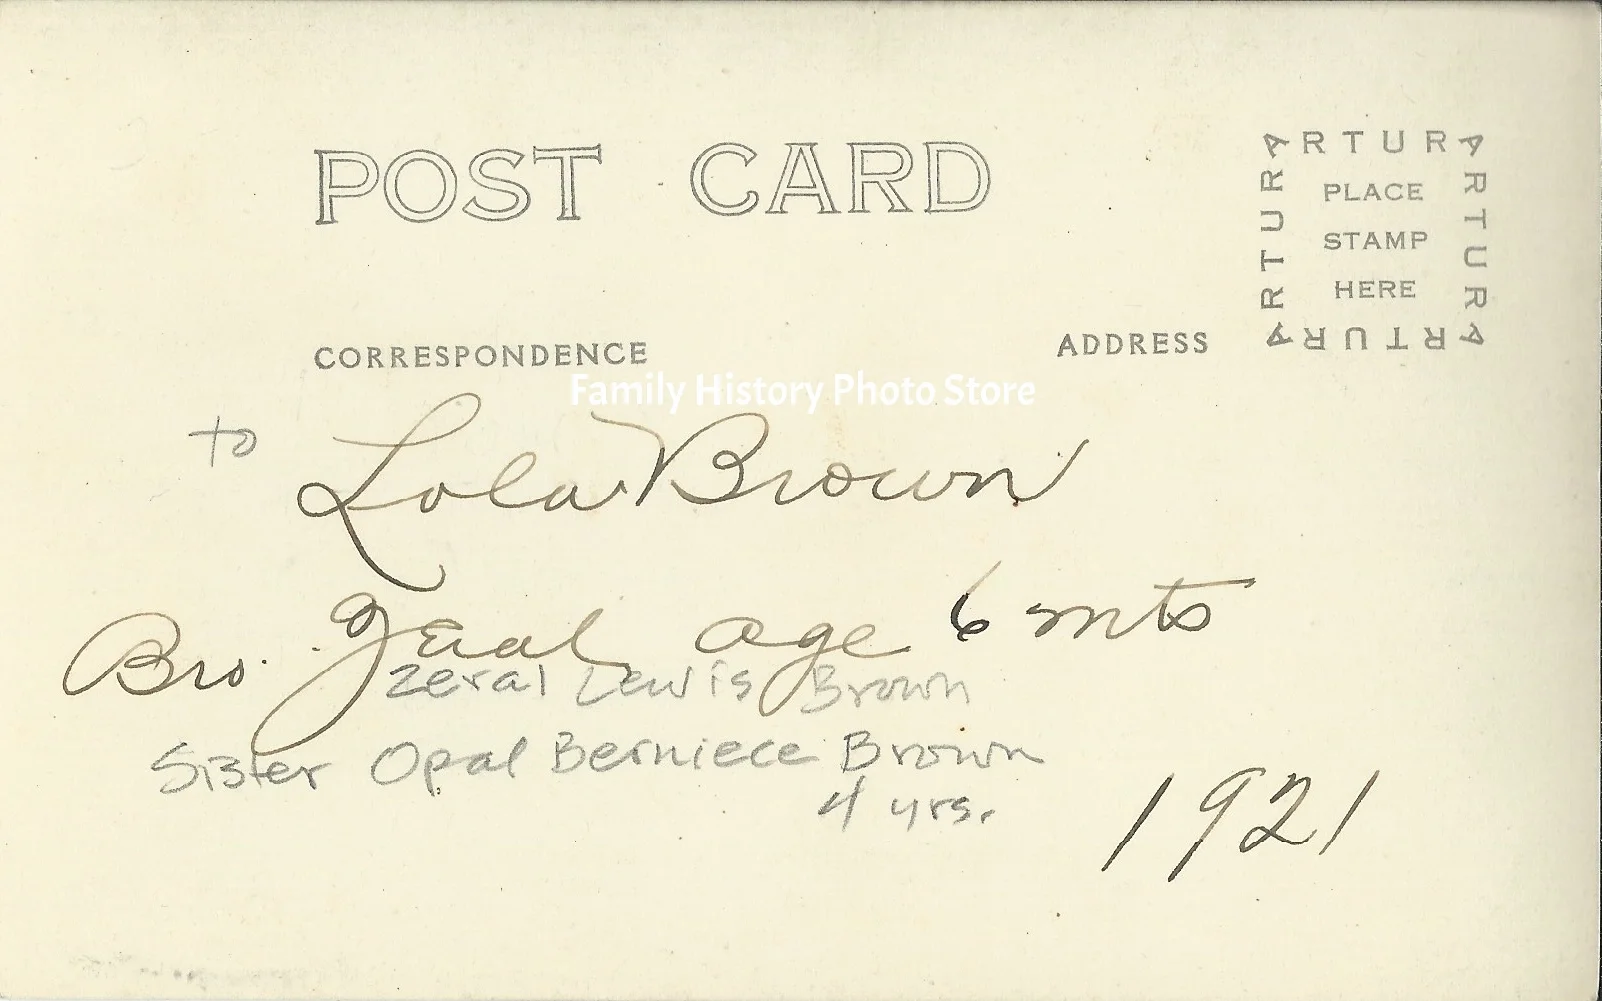 POST CARD
ARTURA
ARTURA
ARTURA
ARTURA
PLACE
STAMP
HERE
CORRESPONDENCE
ADDRESS
Family History Photo Store
to Lola Brown
Bro. Zeral age 6 mts
Zeral Lewis Brown
Sister Opal Berniece Brown
4 yrs.
1921